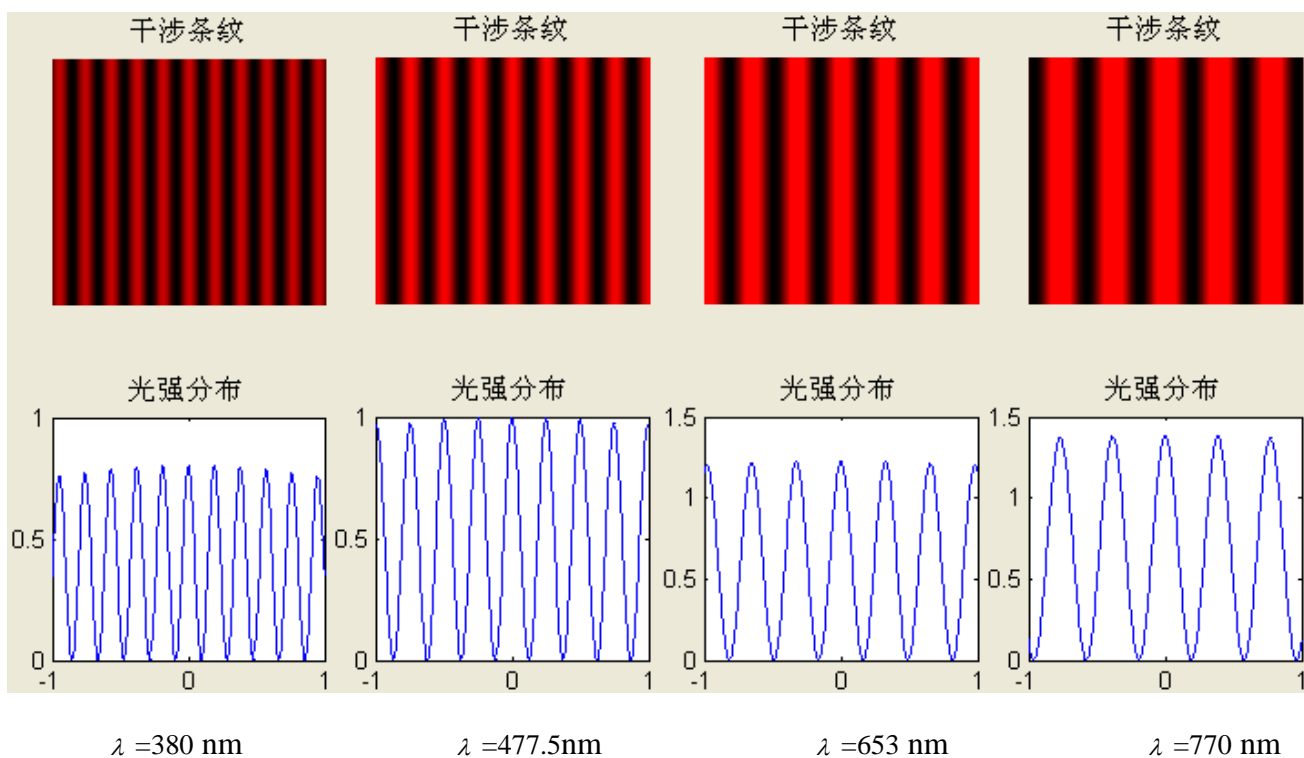 干涉条纹 干涉条纹 干涉条纹 干涉条纹
光强分布 光强分布 光强分布 光强分布
1 1 1.5 1.5
1 1
0.5 0.5
0.5 0.5
0 0 0 0
-1 0 1 -1 0 1 -1 0 1 -1 0 1
λ =380 nm λ =477.5nm λ =653 nm λ =770 nm